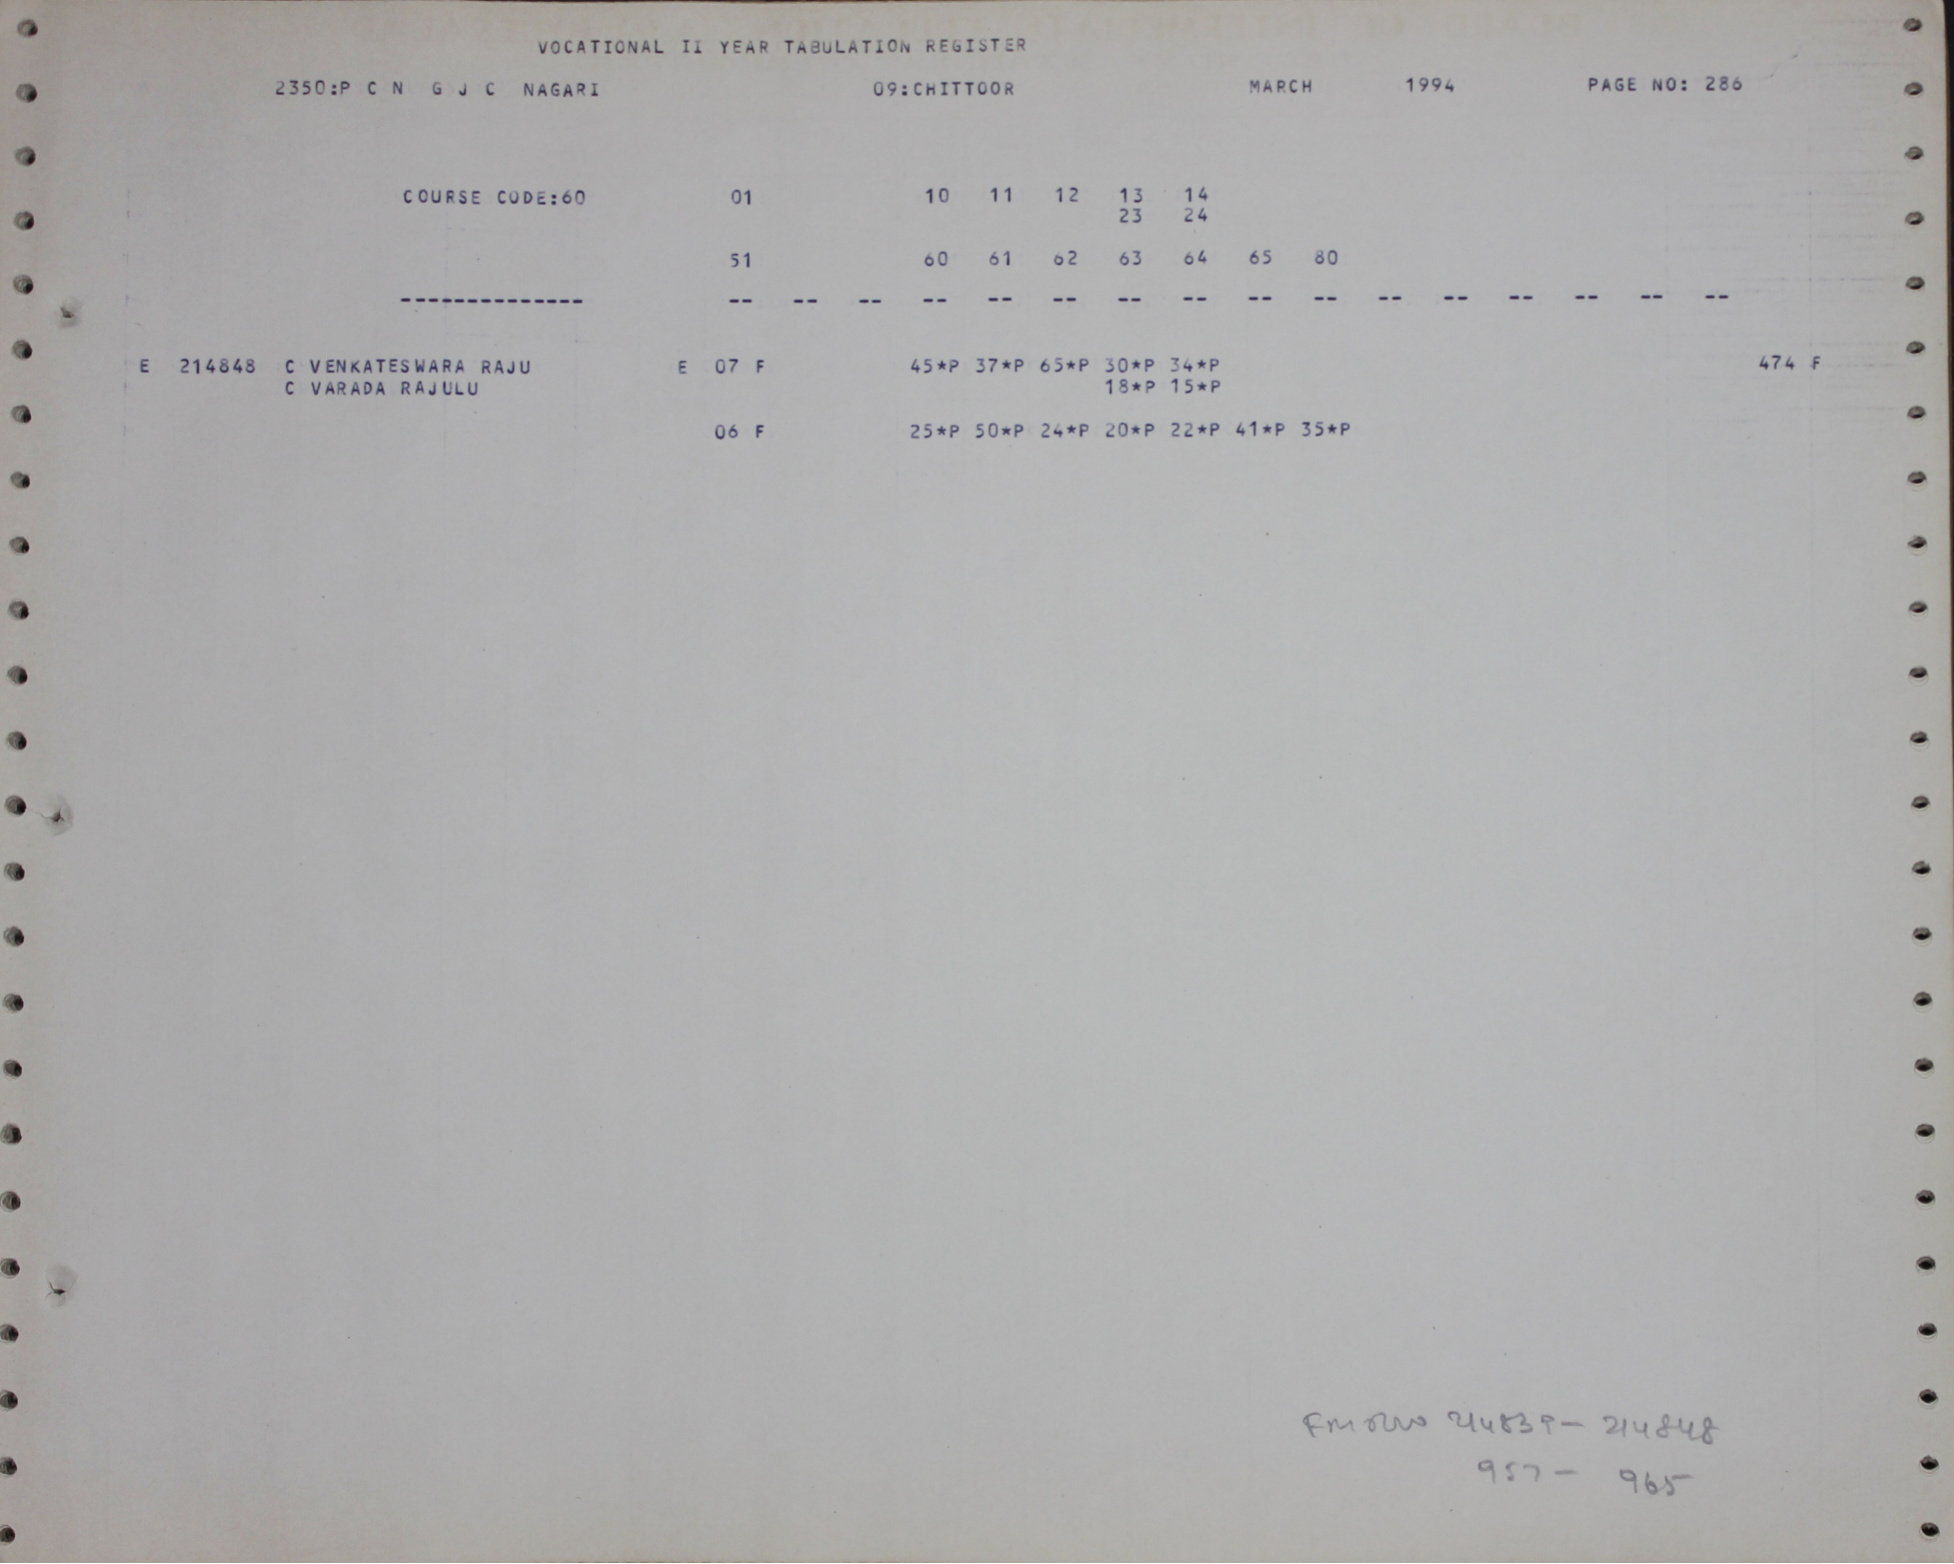 VOCATIONAL II YEAR TABULATION REGISTER
2350:P C N G J C NAGARI 09:CHITTOOR MARCH 1994 PAGE NO: 286
COURSE CODE:60 01 10 11 12 13 14
23 24
51 60 61 62 63 64 65 80
-------------- -- -- -- -- -- -- -- -- -- -- -- -- -- -- -- --
E 214848 C VENKATESWARA RAJU E 07 F 45*P 37*P 65*P 30*P 34*P 474 F
C VARADA RAJULU 18*P 15*P
06 F 25*P 50*P 24*P 20*P 22*P 41*P 35*P
214839 - 214848
957 - 965